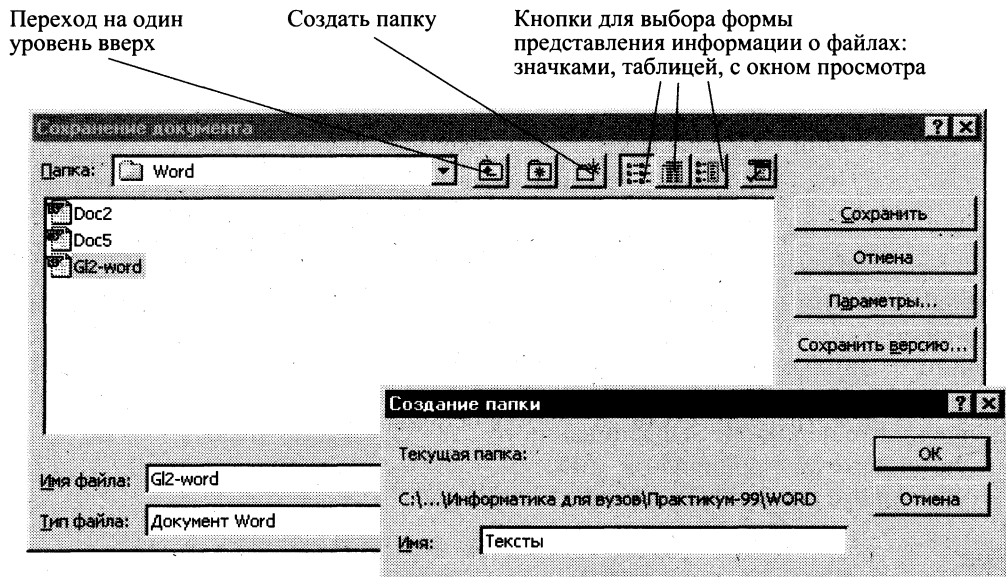 Переход на один
уровень вверх
Создать папку
Кнопки для выбора формы
представления информации о файлах:
значками, таблицей, с окном просмотра
Сохранение документа
Папка: Word
Doc2
Doc5
Gl2-word
Сохранить
Отмена
Параметры...
Сохранить версию...
Имя файла: Gl2-word
Тип файла: Документ Word
Создание папки
Текущая папка:
C:\...\Информатика для вузов\Практикум-99\WORD
Имя: Тексты
ОК
Отмена